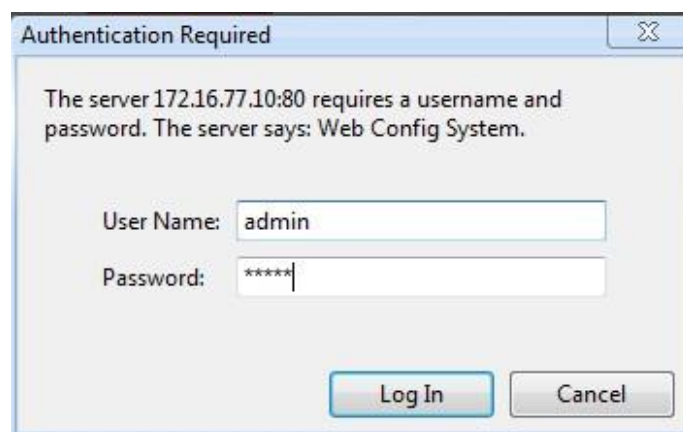 Authentication Required
The server 172.16.77.10:80 requires a username and
password. The server says: Web Config System.
User Name: admin
Password: *****
Log In Cancel